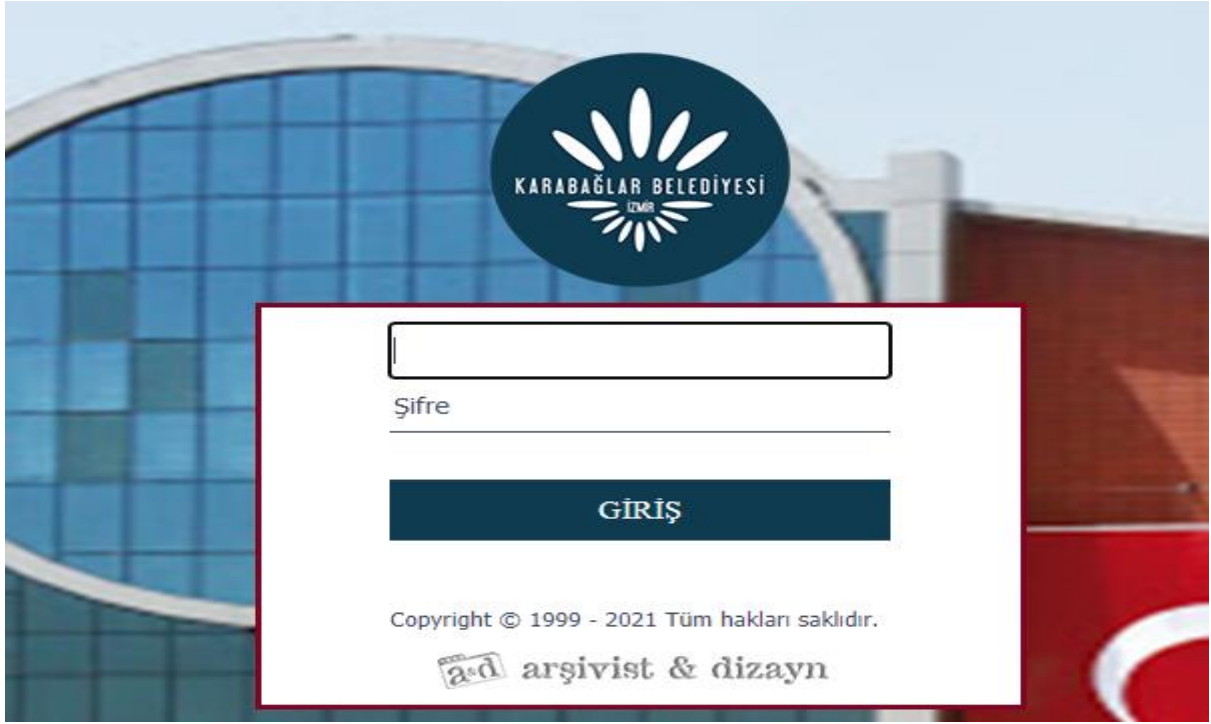 KARABAĞLAR BELEDİYESİ
İZMİR
Şifre
GİRİŞ
Copyright © 1999 - 2021 Tüm hakları saklıdır.
a&d arşivist & dizayn